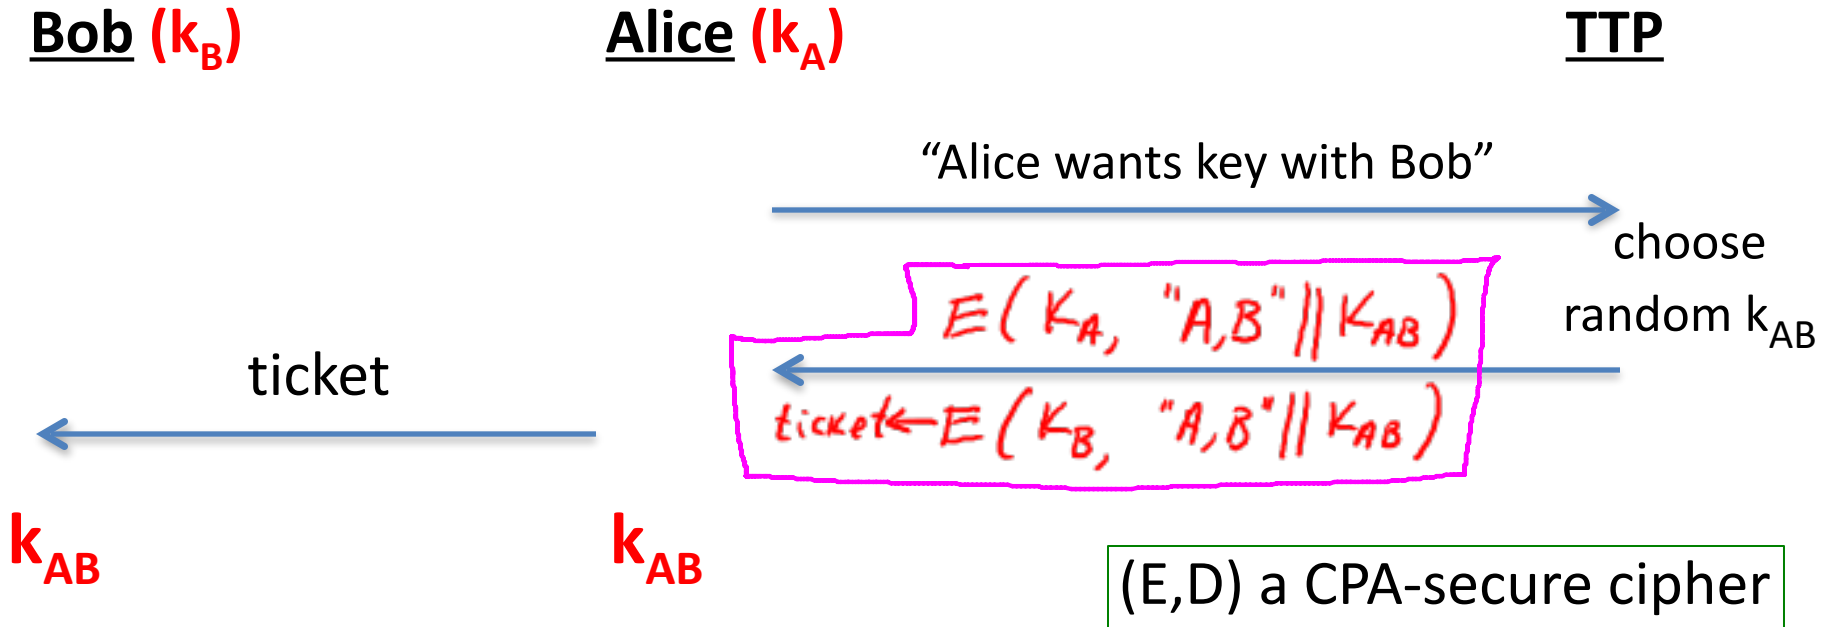 Bob (kB) Alice (kA) TTP
“Alice wants key with Bob”
choose
random kAB
E(KA, "A,B"||KAB)
ticket
ticket←E(KB, "A,B"||KAB)
kAB kAB
(E,D) a CPA-secure cipher